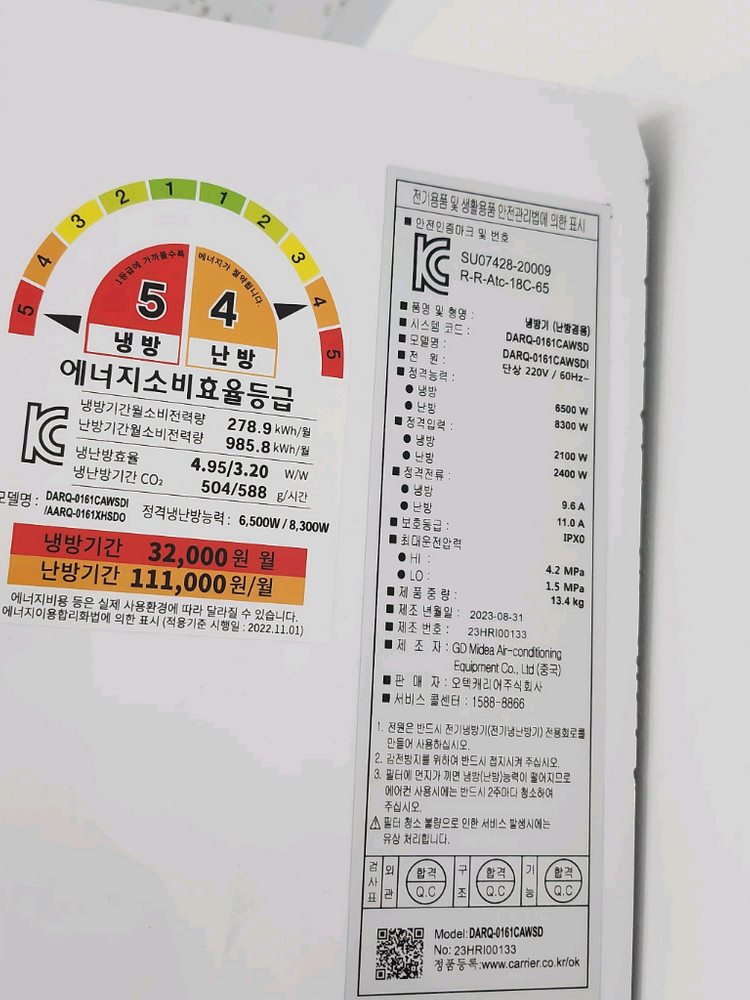 2 1 1 2
3 3
4 4
5 5
1등급에 가까울수록
에너지가 절약됩니다.
5 4
냉방 난방
에너지소비효율등급
냉방기간월소비전력량 278.9 kWh/월
난방기간월소비전력량 985.8 kWh/월
냉난방효율 4.95/3.20 W/W
냉난방기간 CO₂ 504/588 g/시간
모델명 : DARQ-0161CAWSDI
/AARQ-0161XHSDO 정격냉난방능력 : 6,500W / 8,300W
냉방기간 32,000원 월
난방기간 111,000원/월
에너지비용 등은 실제 사용환경에 따라 달라질 수 있습니다.
에너지이용합리화법에 의한 표시 (적용기준 시행일 : 2022.11.01)
전기용품 및 생활용품 안전관리법에 의한 표시
■ 안전인증마크 및 번호
SU07428-20009
R-R-Atc-18C-65
■ 품명 및 형명 : 냉방기 (난방겸용)
■ 시스템 코드 : DARQ-0161CAWSD
■ 모델명 : DARQ-0161CAWSDI
■ 전 원 : 단상 220V / 60Hz~
■ 정격능력 :
● 냉방 6500 W
● 난방 8300 W
■ 정격입력 :
● 냉방 2100 W
● 난방 2400 W
■ 정격전류 :
● 냉방 9.6 A
● 난방 11.0 A
■ 보호등급 : IPX0
■ 최대운전압력
● HI : 4.2 MPa
● LO : 1.5 MPa
■ 제품 중량 : 13.4 kg
■ 제조 년월일 : 2023-08-31
■ 제조 번호 : 23HRI00133
■ 제 조 자 : GD Midea Air-conditioning
Equipment Co., Ltd (중국)
■ 판 매 자 : 오텍캐리어주식회사
■ 서비스 콜센터 : 1588-8866
1. 전원은 반드시 전기냉방기(전기냉난방기) 전용회로를
만들어 사용하십시오.
2. 감전방지를 위하여 반드시 접지시켜 주십시오.
3. 필터에 먼지가 끼면 냉방(난방)능력이 떨어지므로
에어컨 사용시에는 반드시 2주마다 청소하여
주십시오.
⚠ 필터 청소 불량으로 인한 서비스 발생시에는
유상 처리합니다.
검사표 외관 합격 Q.C 구조 합격 Q.C 기능 합격 Q.C
Model: DARQ-0161CAWSD
No: 23HRI00133
정품등록:www.carrier.co.kr/ok